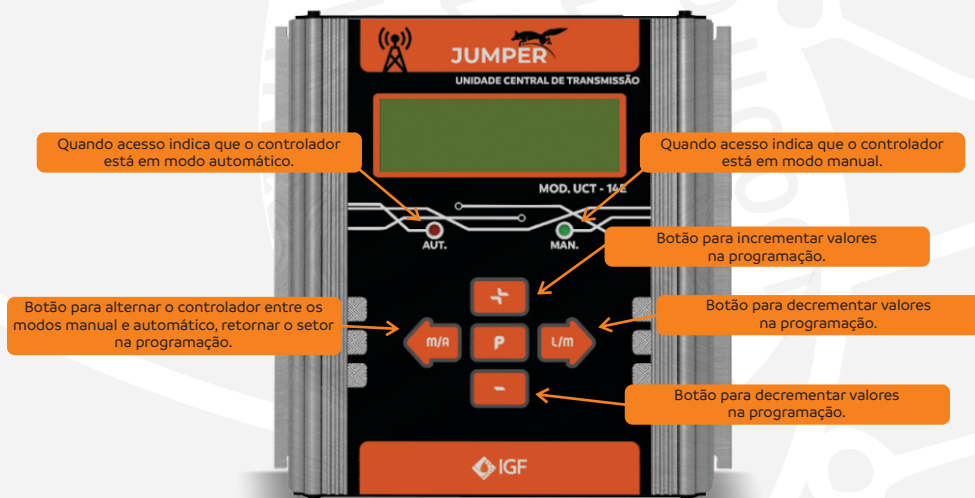 JUMPER
UNIDADE CENTRAL DE TRANSMISSÃO
Quando acesso indica que o controlador
está em modo automático.
Quando acesso indica que o controlador
está em modo manual.
MOD. UCT - 14E
AUT.
MAN.
Botão para incrementar valores
na programação.
Botão para alternar o controlador entre os
modos manual e automático, retornar o setor
na programação.
Botão para decrementar valores
na programação.
+
M/A
P
L/M
-
Botão para decrementar valores
na programação.
IGF